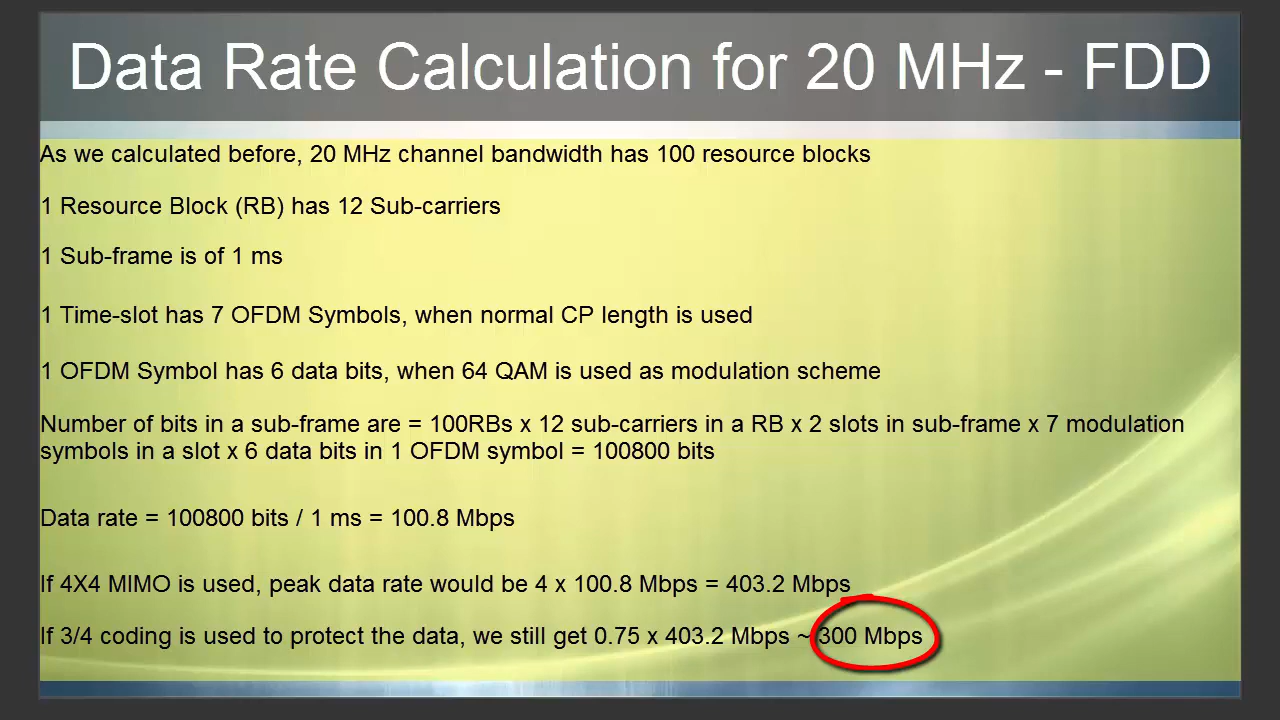 Data Rate Calculation for 20 MHz - FDD
As we calculated before, 20 MHz channel bandwidth has 100 resource blocks
1 Resource Block (RB) has 12 Sub-carriers
1 Sub-frame is of 1 ms
1 Time-slot has 7 OFDM Symbols, when normal CP length is used
1 OFDM Symbol has 6 data bits, when 64 QAM is used as modulation scheme
Number of bits in a sub-frame are = 100RBs x 12 sub-carriers in a RB x 2 slots in sub-frame x 7 modulation
symbols in a slot x 6 data bits in 1 OFDM symbol = 100800 bits
Data rate = 100800 bits / 1 ms = 100.8 Mbps
If 4X4 MIMO is used, peak data rate would be 4 x 100.8 Mbps = 403.2 Mbps
If 3/4 coding is used to protect the data, we still get 0.75 x 403.2 Mbps ~ 300 Mbps